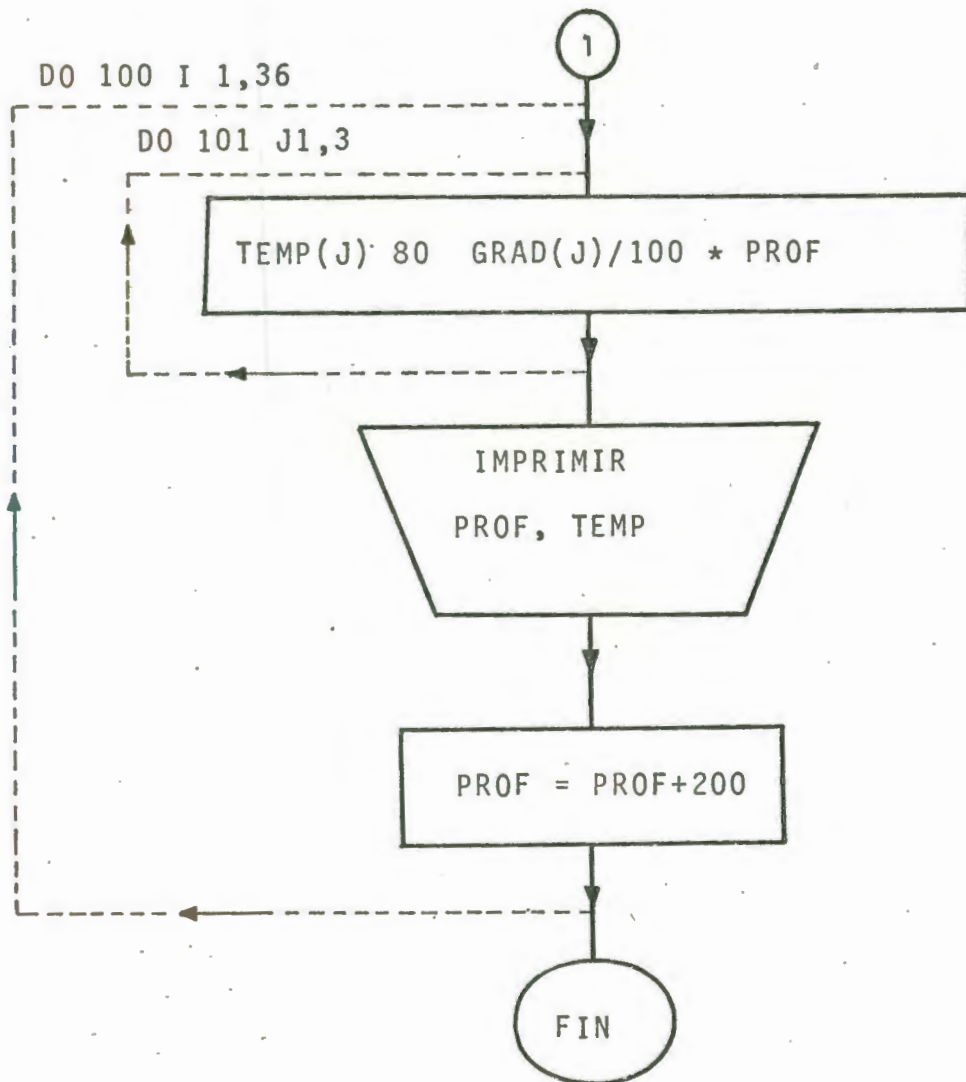 1
DO 100 I 1,36
DO 101 J1,3
TEMP(J) 80 GRAD(J)/100 * PROF
IMPRIMIR
PROF, TEMP
PROF = PROF+200
FIN